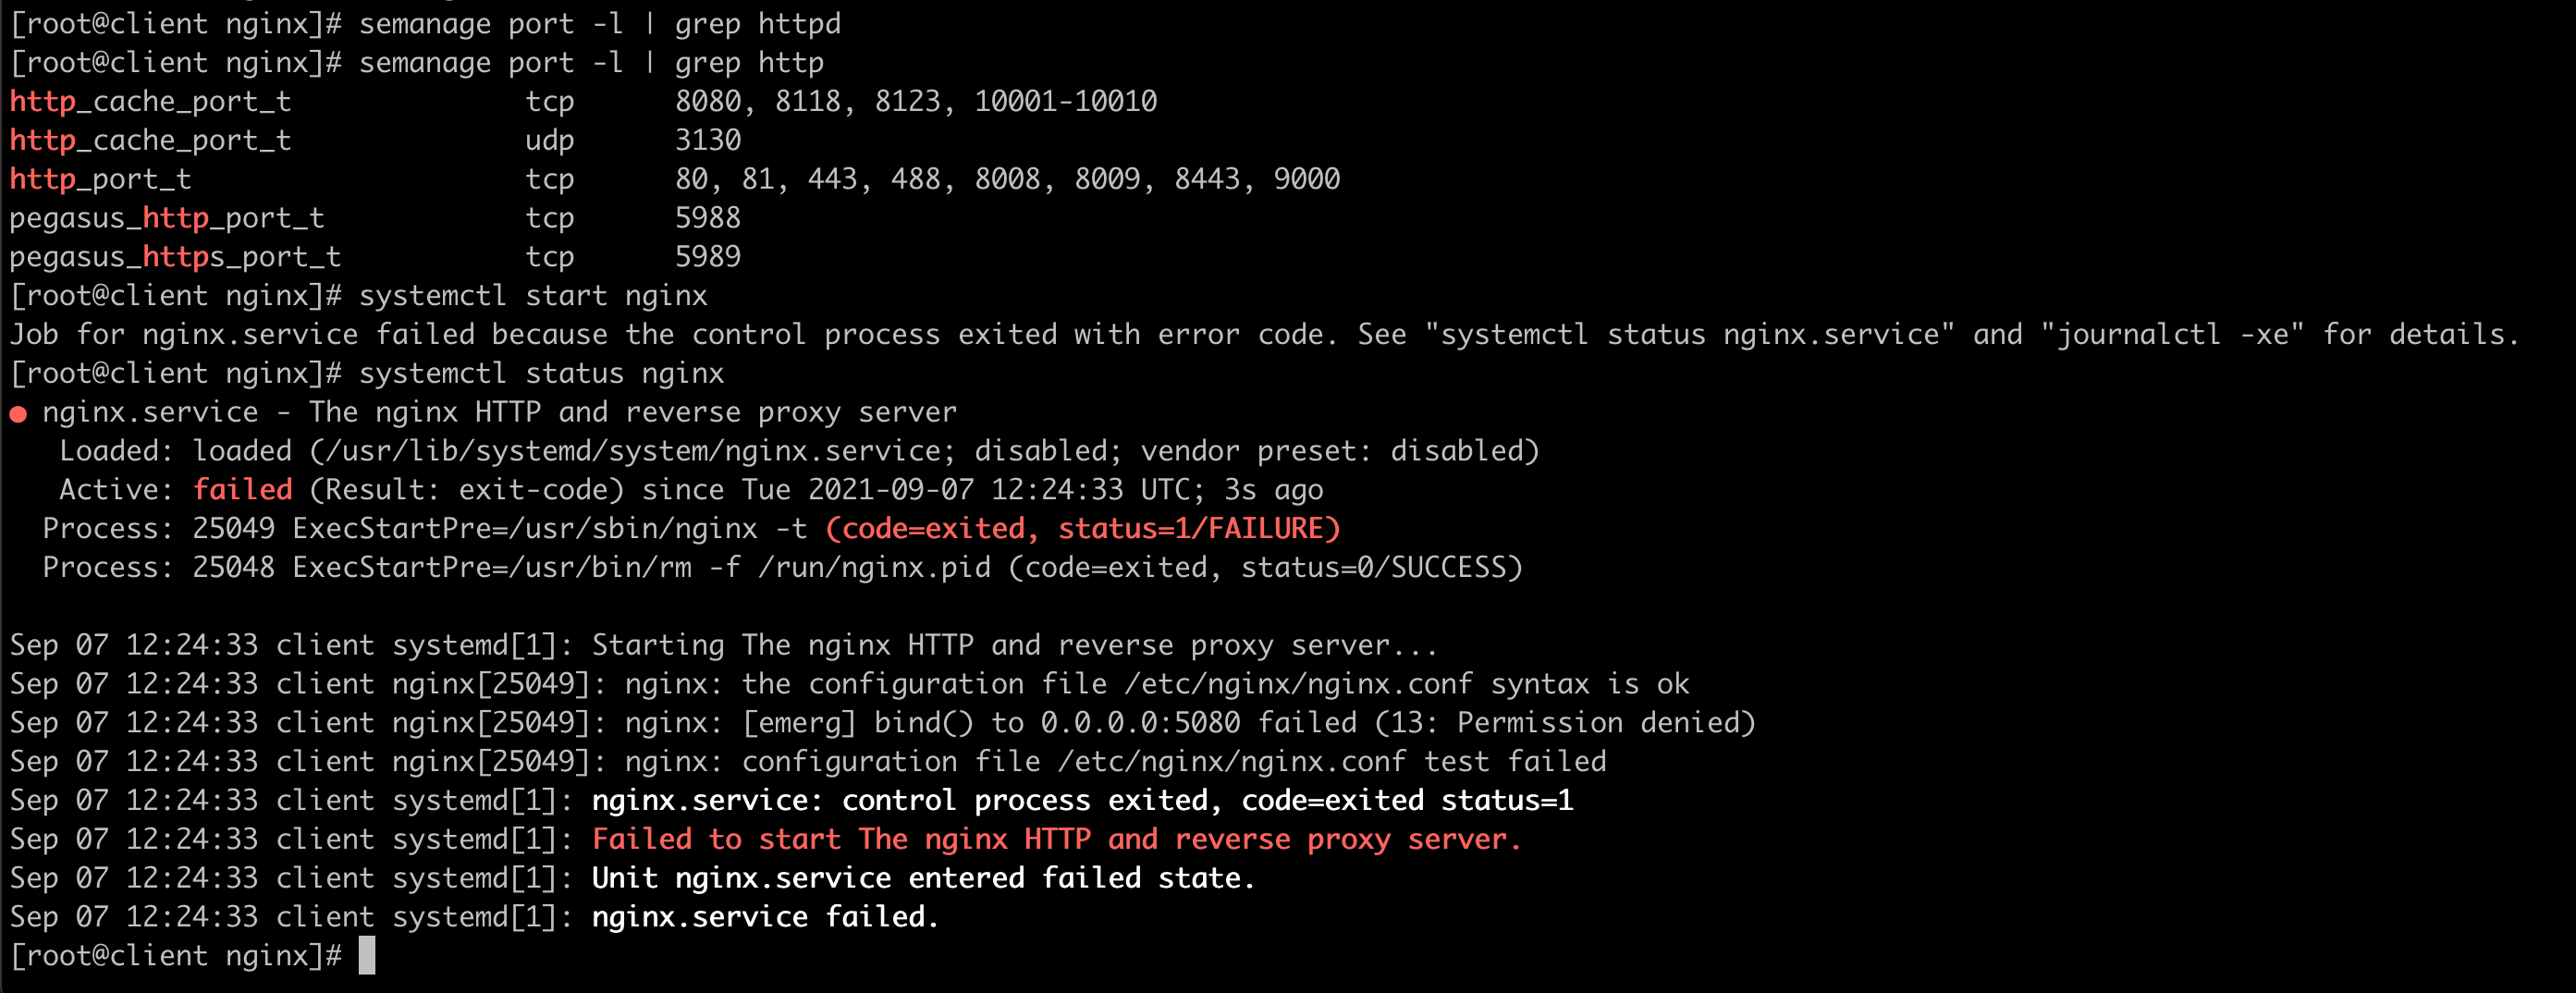 [root@client nginx]# semanage port -l | grep httpd
[root@client nginx]# semanage port -l | grep http
http_cache_port_t              tcp      8080, 8118, 8123, 10001-10010
http_cache_port_t              udp      3130
http_port_t                    tcp      80, 81, 443, 488, 8008, 8009, 8443, 9000
pegasus_http_port_t            tcp      5988
pegasus_https_port_t           tcp      5989
[root@client nginx]# systemctl start nginx
Job for nginx.service failed because the control process exited with error code. See "systemctl status nginx.service" and "journalctl -xe" for details.
[root@client nginx]# systemctl status nginx
● nginx.service - The nginx HTTP and reverse proxy server
   Loaded: loaded (/usr/lib/systemd/system/nginx.service; disabled; vendor preset: disabled)
   Active: failed (Result: exit-code) since Tue 2021-09-07 12:24:33 UTC; 3s ago
  Process: 25049 ExecStartPre=/usr/sbin/nginx -t (code=exited, status=1/FAILURE)
  Process: 25048 ExecStartPre=/usr/bin/rm -f /run/nginx.pid (code=exited, status=0/SUCCESS)

Sep 07 12:24:33 client systemd[1]: Starting The nginx HTTP and reverse proxy server...
Sep 07 12:24:33 client nginx[25049]: nginx: the configuration file /etc/nginx/nginx.conf syntax is ok
Sep 07 12:24:33 client nginx[25049]: nginx: [emerg] bind() to 0.0.0.0:5080 failed (13: Permission denied)
Sep 07 12:24:33 client nginx[25049]: nginx: configuration file /etc/nginx/nginx.conf test failed
Sep 07 12:24:33 client systemd[1]: nginx.service: control process exited, code=exited status=1
Sep 07 12:24:33 client systemd[1]: Failed to start The nginx HTTP and reverse proxy server.
Sep 07 12:24:33 client systemd[1]: Unit nginx.service entered failed state.
Sep 07 12:24:33 client systemd[1]: nginx.service failed.
[root@client nginx]#